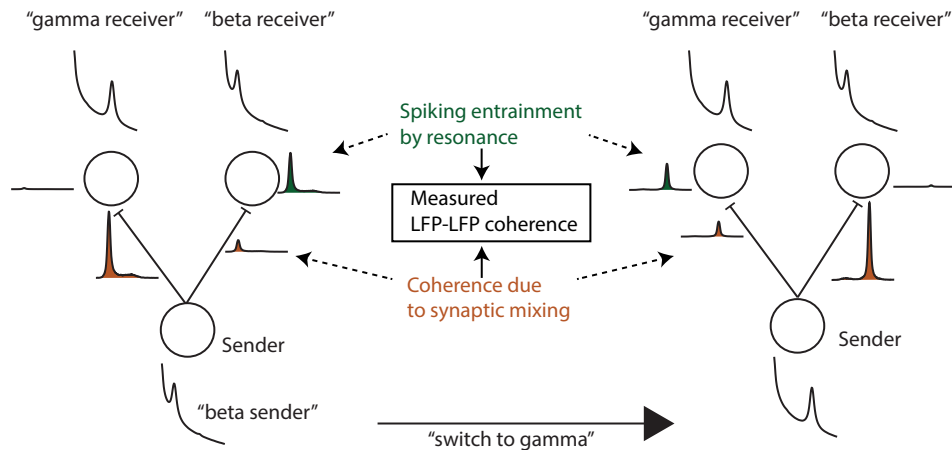 “gamma receiver”
“beta receiver”
“gamma receiver”
“beta receiver”
Spiking entrainment
by resonance
Measured
LFP-LFP coherence
Coherence due
to synaptic mixing
Sender
Sender
“beta sender”
“switch to gamma”